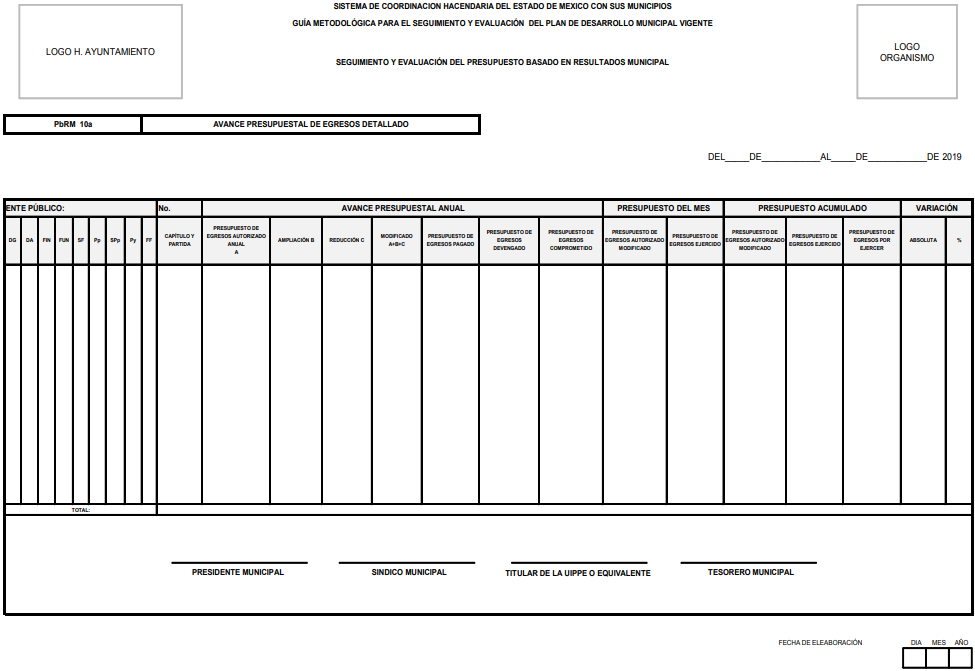 SISTEMA DE COORDINACION HACENDARIA DEL ESTADO DE MEXICO CON SUS MUNICIPIOS
GUÍA METODOLÓGICA PARA EL SEGUIMIENTO Y EVALUACIÓN DEL PLAN DE DESARROLLO MUNICIPAL VIGENTE
LOGO H. AYUNTAMIENTO
LOGO
ORGANISMO
SEGUIMIENTO Y EVALUACIÓN DEL PRESUPUESTO BASADO EN RESULTADOS MUNICIPAL
PbRM 10a AVANCE PRESUPUESTAL DE EGRESOS DETALLADO
DEL_____DE____________AL_____DE____________DE 2019
ENTE PÚBLICO: No. AVANCE PRESUPUESTAL ANUAL PRESUPUESTO DEL MES PRESUPUESTO ACUMULADO VARIACIÓN
DG DA FIN FUN SF Pp SPp Py FF
CAPÍTULO Y
PARTIDA
PRESUPUESTO DE
EGRESOS AUTORIZADO
ANUAL
A
AMPLIACIÓN B
REDUCCIÓN C
MODIFICADO
A+B+C
PRESUPUESTO DE
EGRESOS PAGADO
PRESUPUESTO DE
EGRESOS
DEVENGADO
PRESUPUESTO DE
EGRESOS
COMPROMETIDO
PRESUPUESTO DE
EGRESOS AUTORIZADO
MODIFICADO
PRESUPUESTO DE
EGRESOS EJERCIDO
PRESUPUESTO DE
EGRESOS AUTORIZADO
MODIFICADO
PRESUPUESTO DE
EGRESOS EJERCIDO
PRESUPUESTO DE
EGRESOS POR
EJERCER
ABSOLUTA
%
TOTAL:
PRESIDENTE MUNICIPAL SINDICO MUNICIPAL TITULAR DE LA UIPPE O EQUIVALENTE TESORERO MUNICIPAL
FECHA DE ELEABORACIÓN DIA MES AÑO